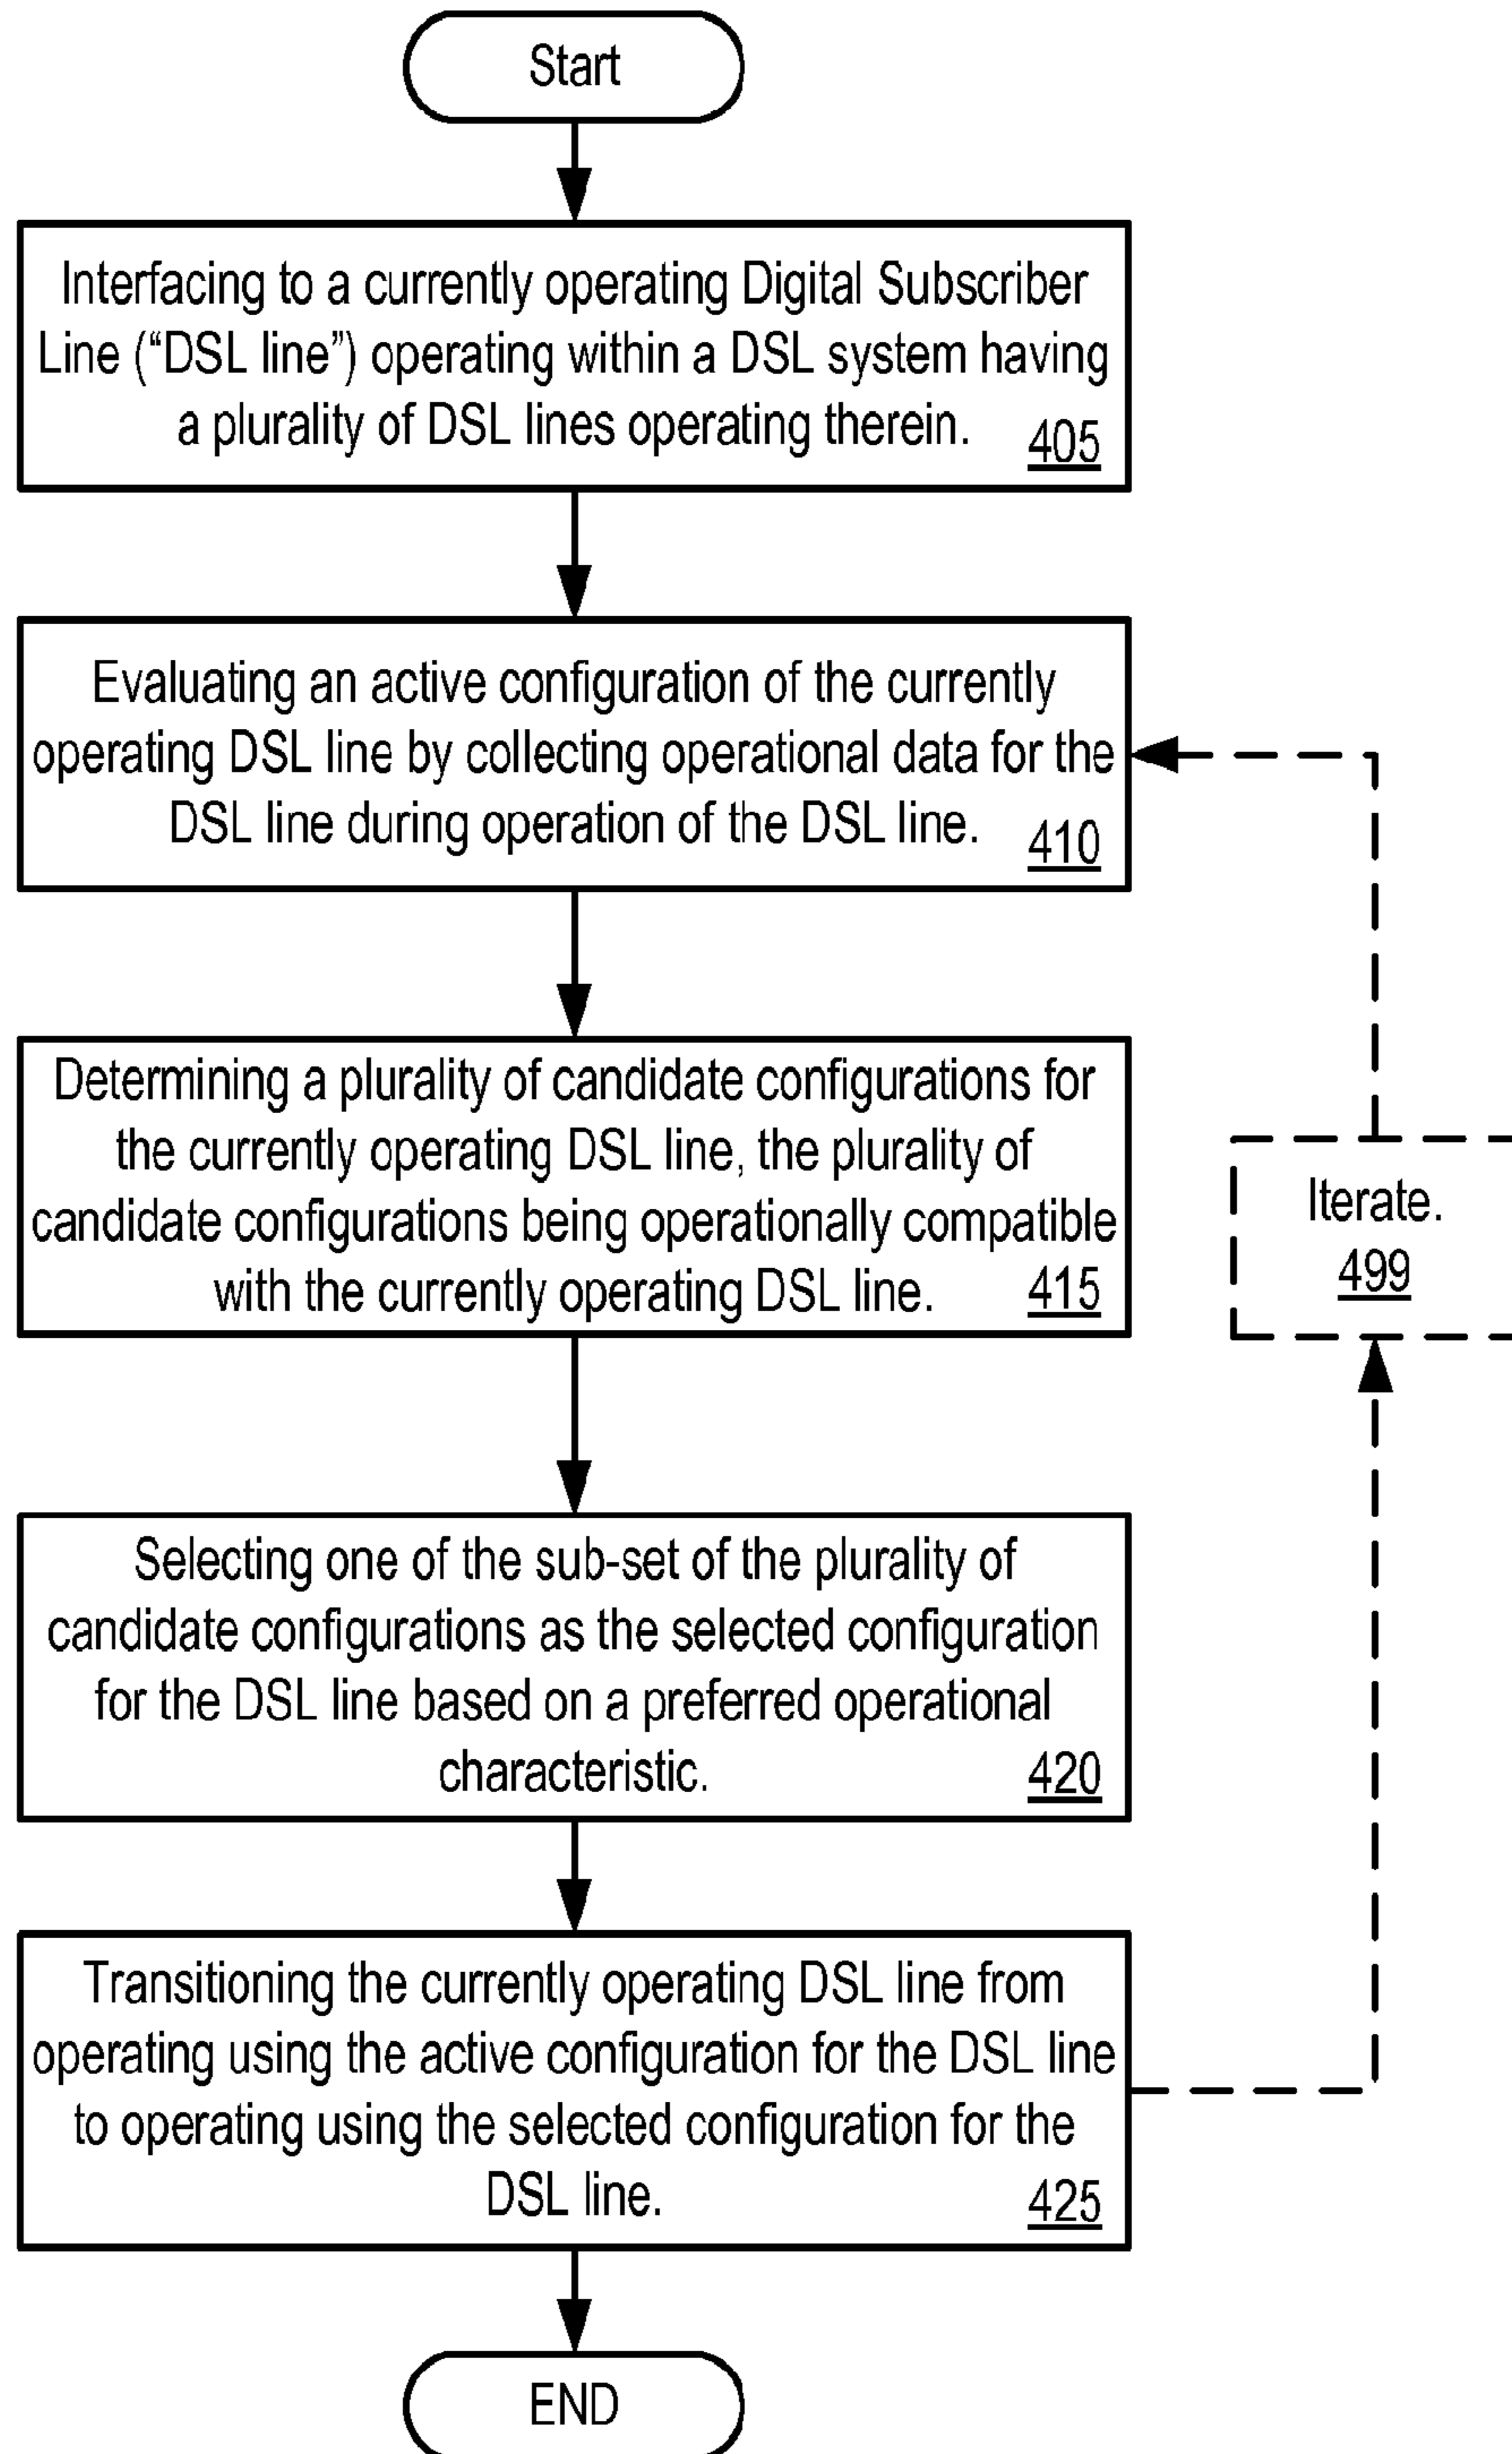 Start
Interfacing to a currently operating Digital Subscriber
Line (“DSL line”) operating within a DSL system having
a plurality of DSL lines operating therein.
405
Evaluating an active configuration of the currently
operating DSL line by collecting operational data for the
DSL line during operation of the DSL line.
410
Determining a plurality of candidate configurations for
the currently operating DSL line, the plurality of
candidate configurations being operationally compatible
with the currently operating DSL line.
415
Iterate.
499
Selecting one of the sub-set of the plurality of
candidate configurations as the selected configuration
for the DSL line based on a preferred operational
characteristic.
420
Transitioning the currently operating DSL line from
operating using the active configuration for the DSL line
to operating using the selected configuration for the
DSL line.
425
END